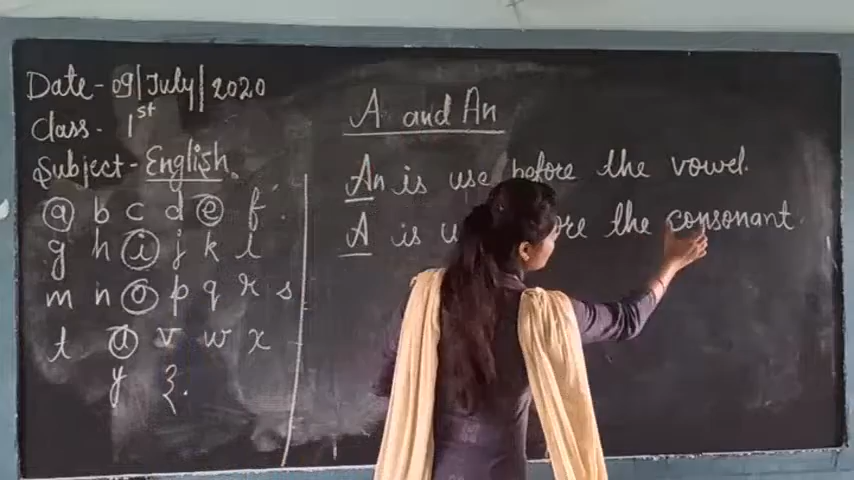 Date- 09|July|2020
Class- 1st
Subject- English.
a b c d e f
g h i j k l
m n o p q r s
t u v w x
y z.
A and An
An is use before the vowel.
A is the consonant.